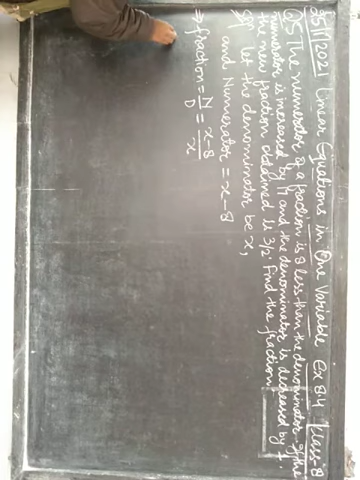 25/11/2021 Linear Equations in One Variable Ex 8.4 Class-8
Q5 The numerator of a fraction is 8 less than the denominator. If the
numerator is increased by 17 and the denominator is decreased by 1.
the new fraction obtained is 3/2. Find the fraction.
Sol. let the denominator be x,
and Numerator = x-8
⇒ fraction = N/D = x-8/x